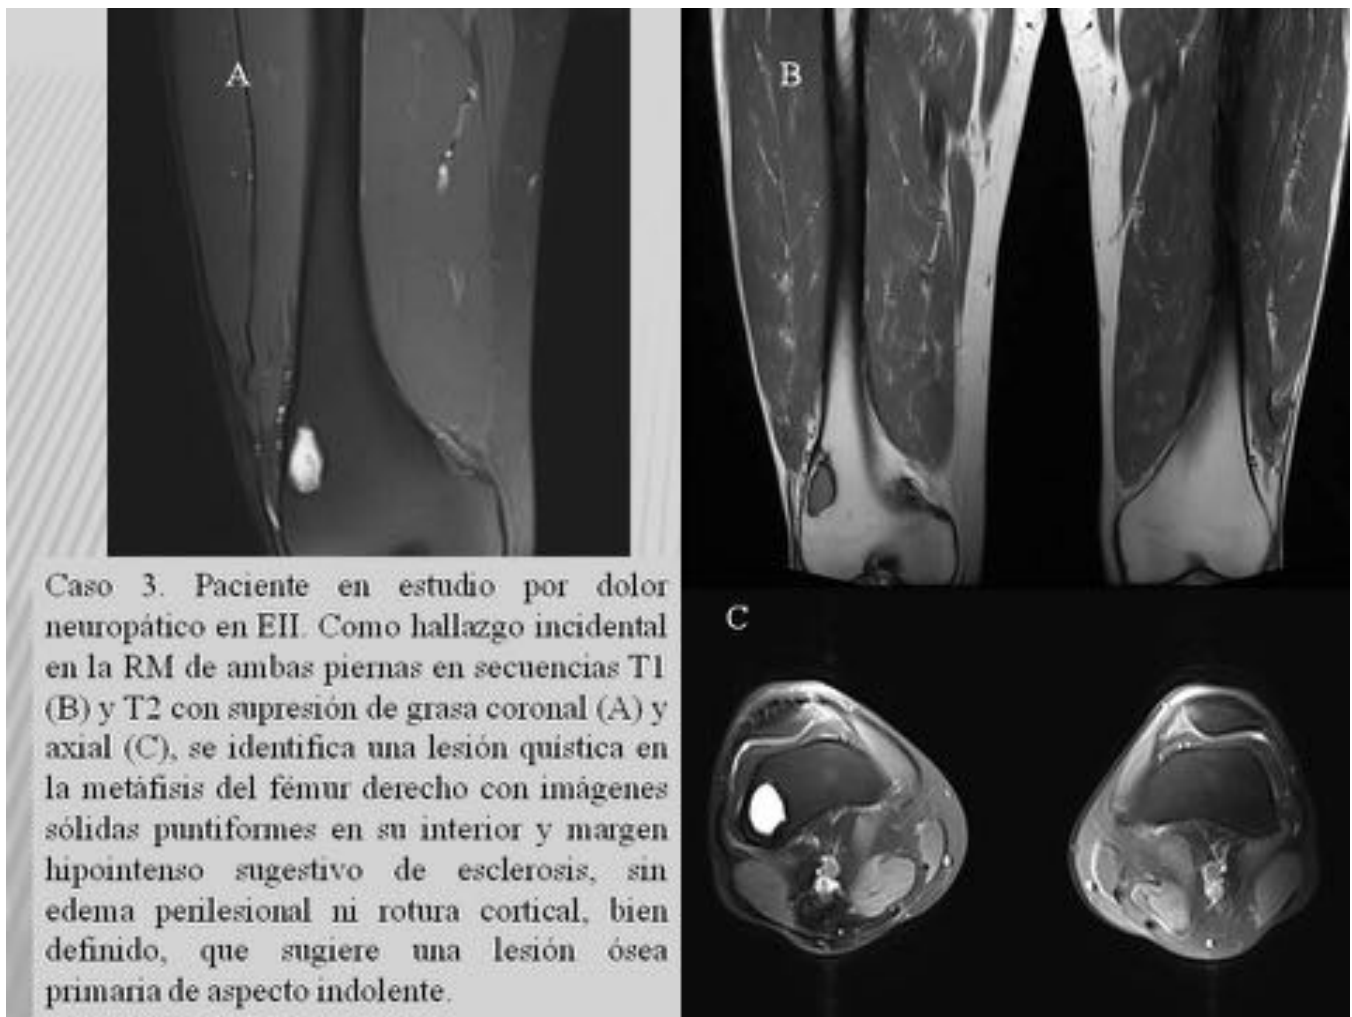 A
B
Caso 3. Paciente en estudio por dolor
neuropático en EII. Como hallazgo incidental
en la RM de ambas piernas en secuencias T1
(B) y T2 con supresión de grasa coronal (A) y
axial (C), se identifica una lesión quística en
la metáfisis del fémur derecho con imágenes
sólidas puntiformes en su interior y margen
hipointenso sugestivo de esclerosis, sin
edema perilesional ni rotura cortical, bien
definido, que sugiere una lesión ósea
primaria de aspecto indolente.
C